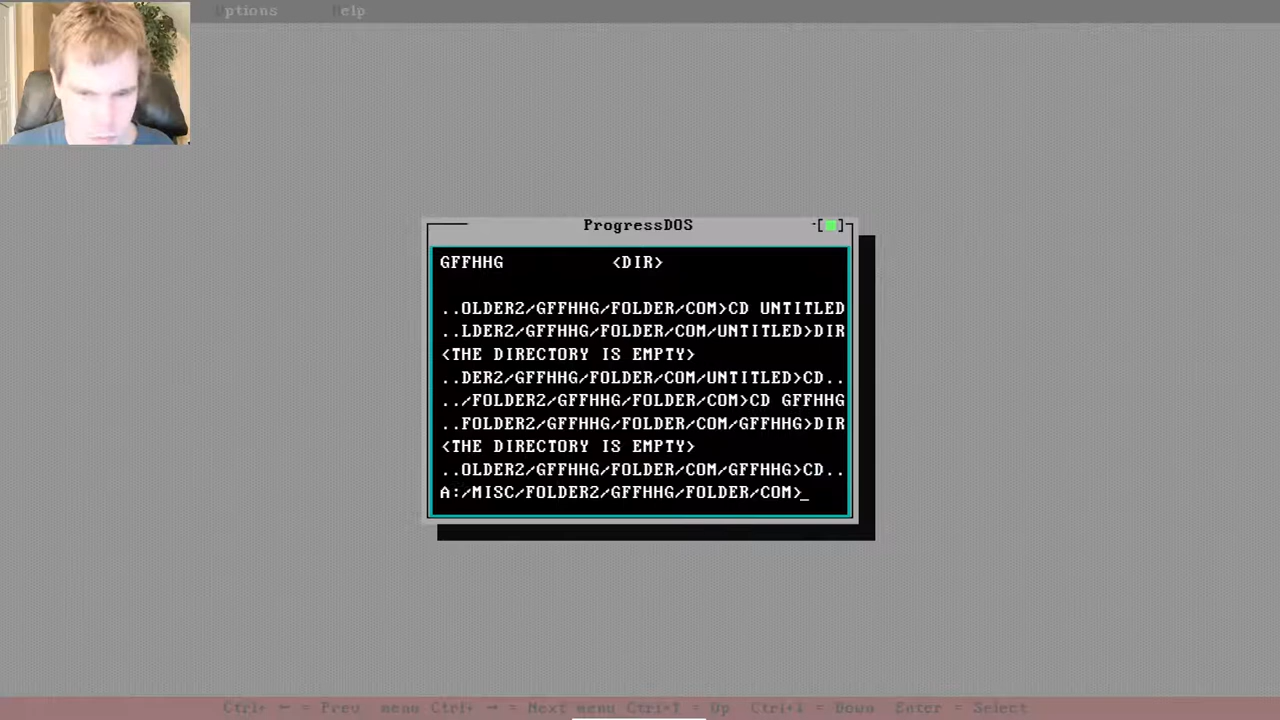 Options Help
ProgressDOS
GFFHHG <DIR>
..OLDER2/GFFHHG/FOLDER/COM>CD UNTITLED
..LDER2/GFFHHG/FOLDER/COM/UNTITLED>DIR
<THE DIRECTORY IS EMPTY>
..DER2/GFFHHG/FOLDER/COM/UNTITLED>CD..
../FOLDER2/GFFHHG/FOLDER/COM>CD GFFHHG
..FOLDER2/GFFHHG/FOLDER/COM/GFFHHG>DIR
<THE DIRECTORY IS EMPTY>
..OLDER2/GFFHHG/FOLDER/COM/GFFHHG>CD..
A:/MISC/FOLDER2/GFFHHG/FOLDER/COM>_
Ctrl+ ← = Prev menu Ctrl+ → = Next menu Ctrl+↑ = Up Ctrl+↓ = Down Enter = Select